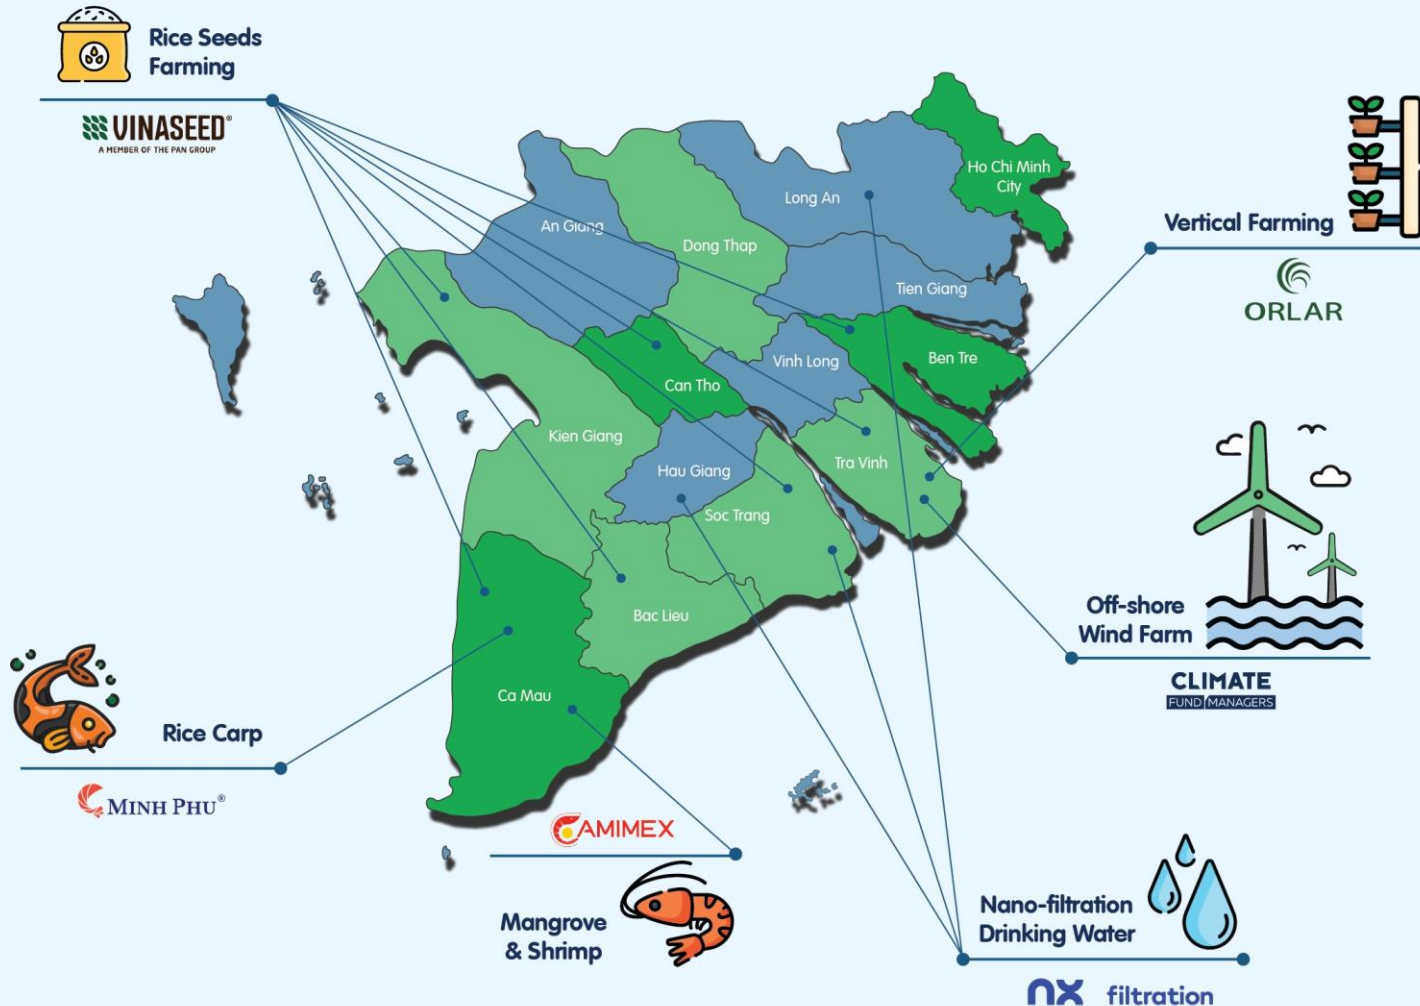 Rice Seeds
Farming
VINASEED®
A MEMBER OF THE PAN GROUP
Ho Chi Minh
City
Long An
An Giang
Dong Thap
Vertical Farming
ORLAR
Tien Giang
Vinh Long
Ben Tre
Can Tho
Kien Giang
Hau Giang
Tra Vinh
Soc Trang
Bac Lieu
Off-shore
Wind Farm
CLIMATE
FUND MANAGERS
Ca Mau
Rice Carp
MINH PHU®
CAMIMEX
Mangrove
& Shrimp
Nano-filtration
Drinking Water
nx filtration